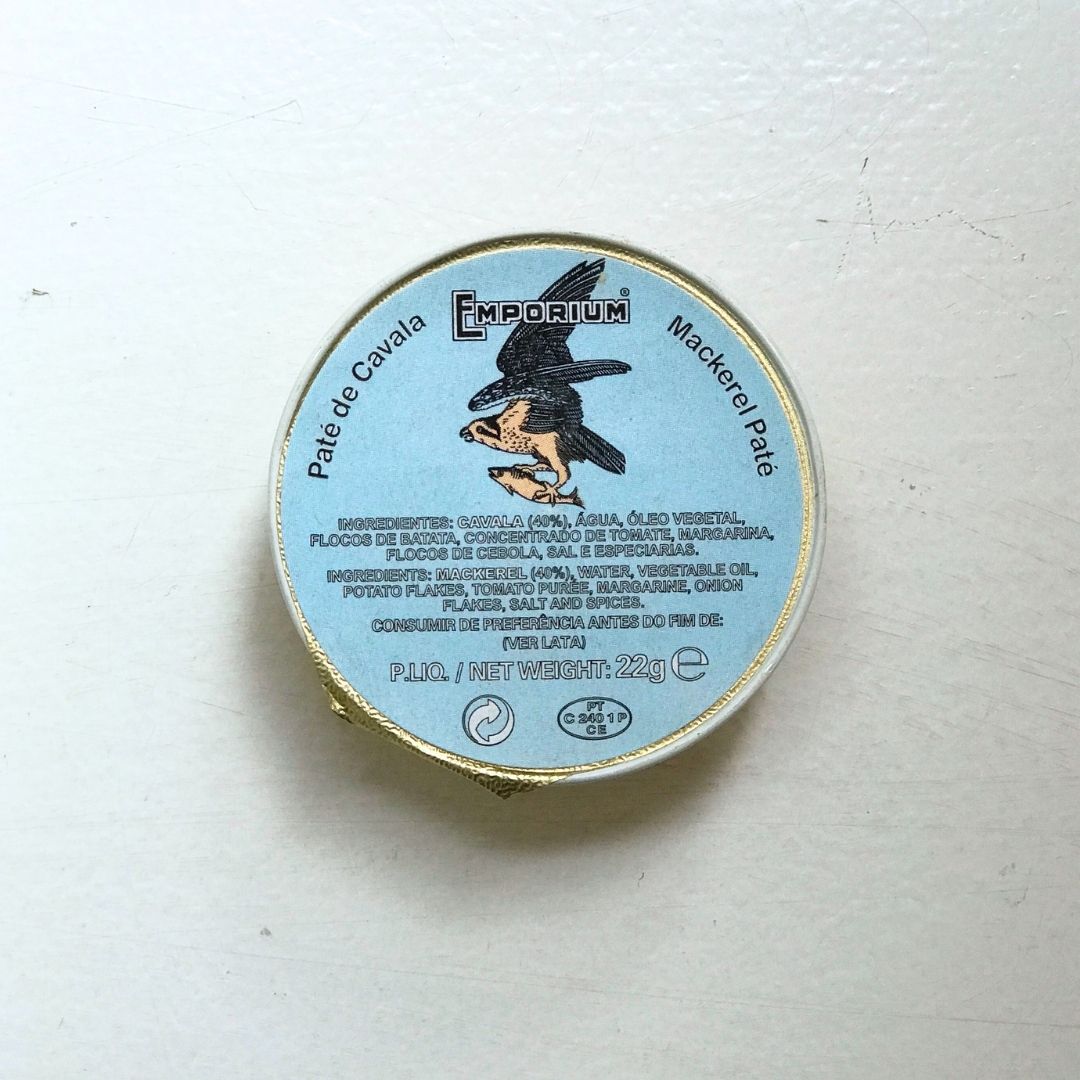 EMPORIUM®
Paté de Cavala
Mackerel Paté
INGREDIENTES: CAVALA (40%), ÁGUA, ÓLEO VEGETAL,
FLOCOS DE BATATA, CONCENTRADO DE TOMATE, MARGARINA,
FLOCOS DE CEBOLA, SAL E ESPECIARIAS.
INGREDIENTS: MACKEREL (40%), WATER, VEGETABLE OIL,
POTATO FLAKES, TOMATO PURÉE, MARGARINE, ONION
FLAKES, SALT AND SPICES.
CONSUMIR DE PREFERÊNCIA ANTES DO FIM DE:
(VER LATA)
P.LIQ. / NET WEIGHT: 22g ℮
PT
C 240 1 P
CE